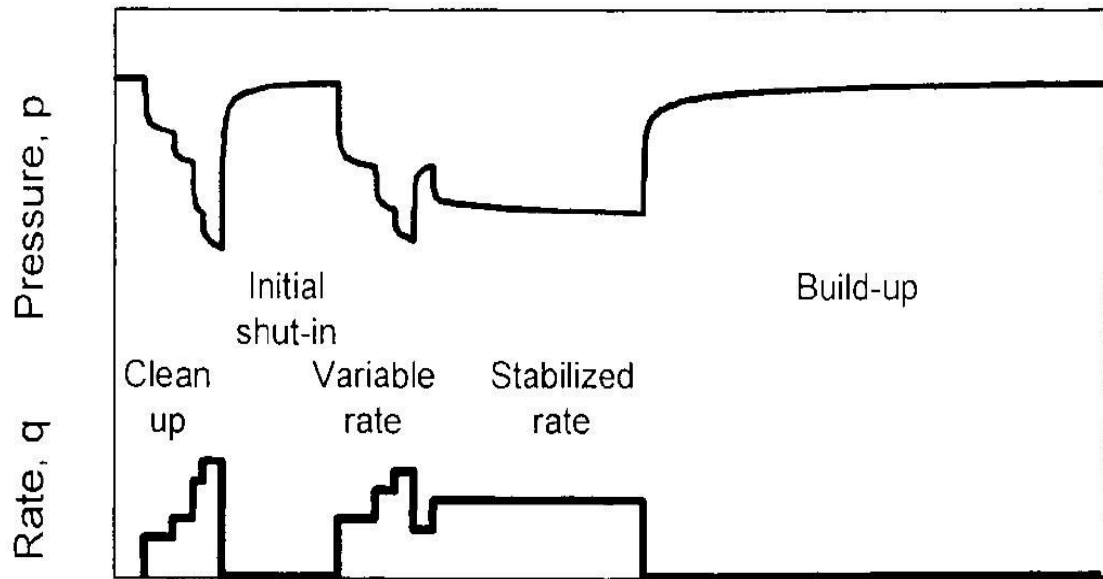 Pressure, p
Initial
shut-in
Build-up
Clean
up
Variable
rate
Stabilized
rate
Rate, q